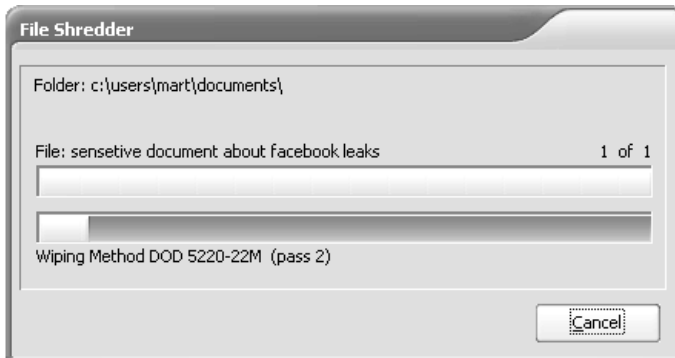 File Shredder
Folder: c:\users\mart\documents\
File: sensetive document about facebook leaks 1 of 1
Wiping Method DOD 5220-22M (pass 2)
Cancel